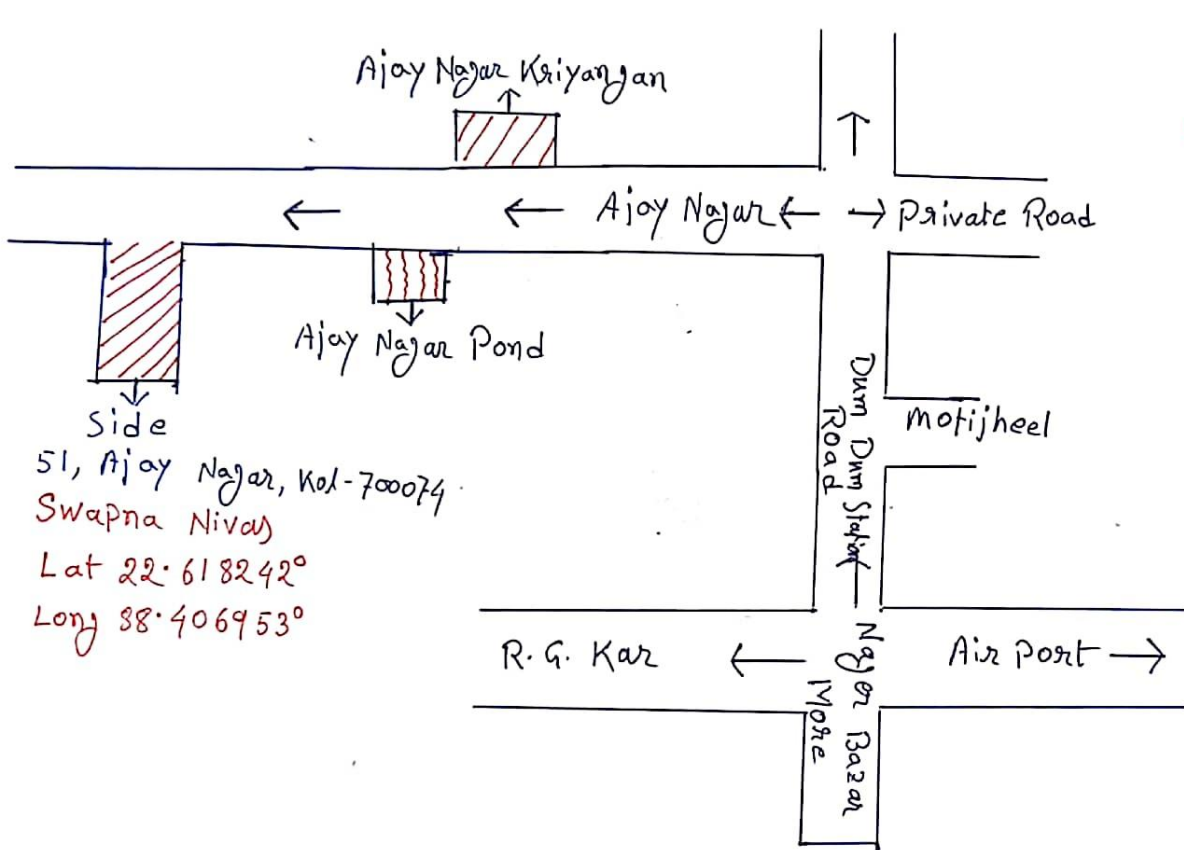 Ajay Nagar Kriyangan
Ajay Nagar
Private Road
Ajay Nagar Pond
Dum Dum Station
Road
Motijheel
Side
51, Ajay Nagar, Kol-700074
Swapna Nivas
Lat 22.618242°
Long 88.406953°
R. G. Kar
Air Port
Nager Bazar
More